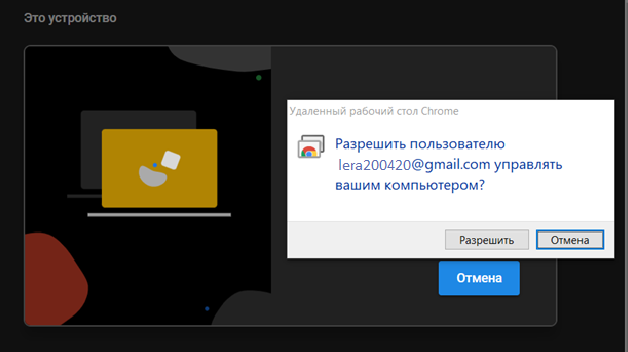 Это устройство
Удаленный рабочий стол Chrome
Разрешить пользователю
lera200420@gmail.com управлять
вашим компьютером?
Разрешить
Отмена
Отмена